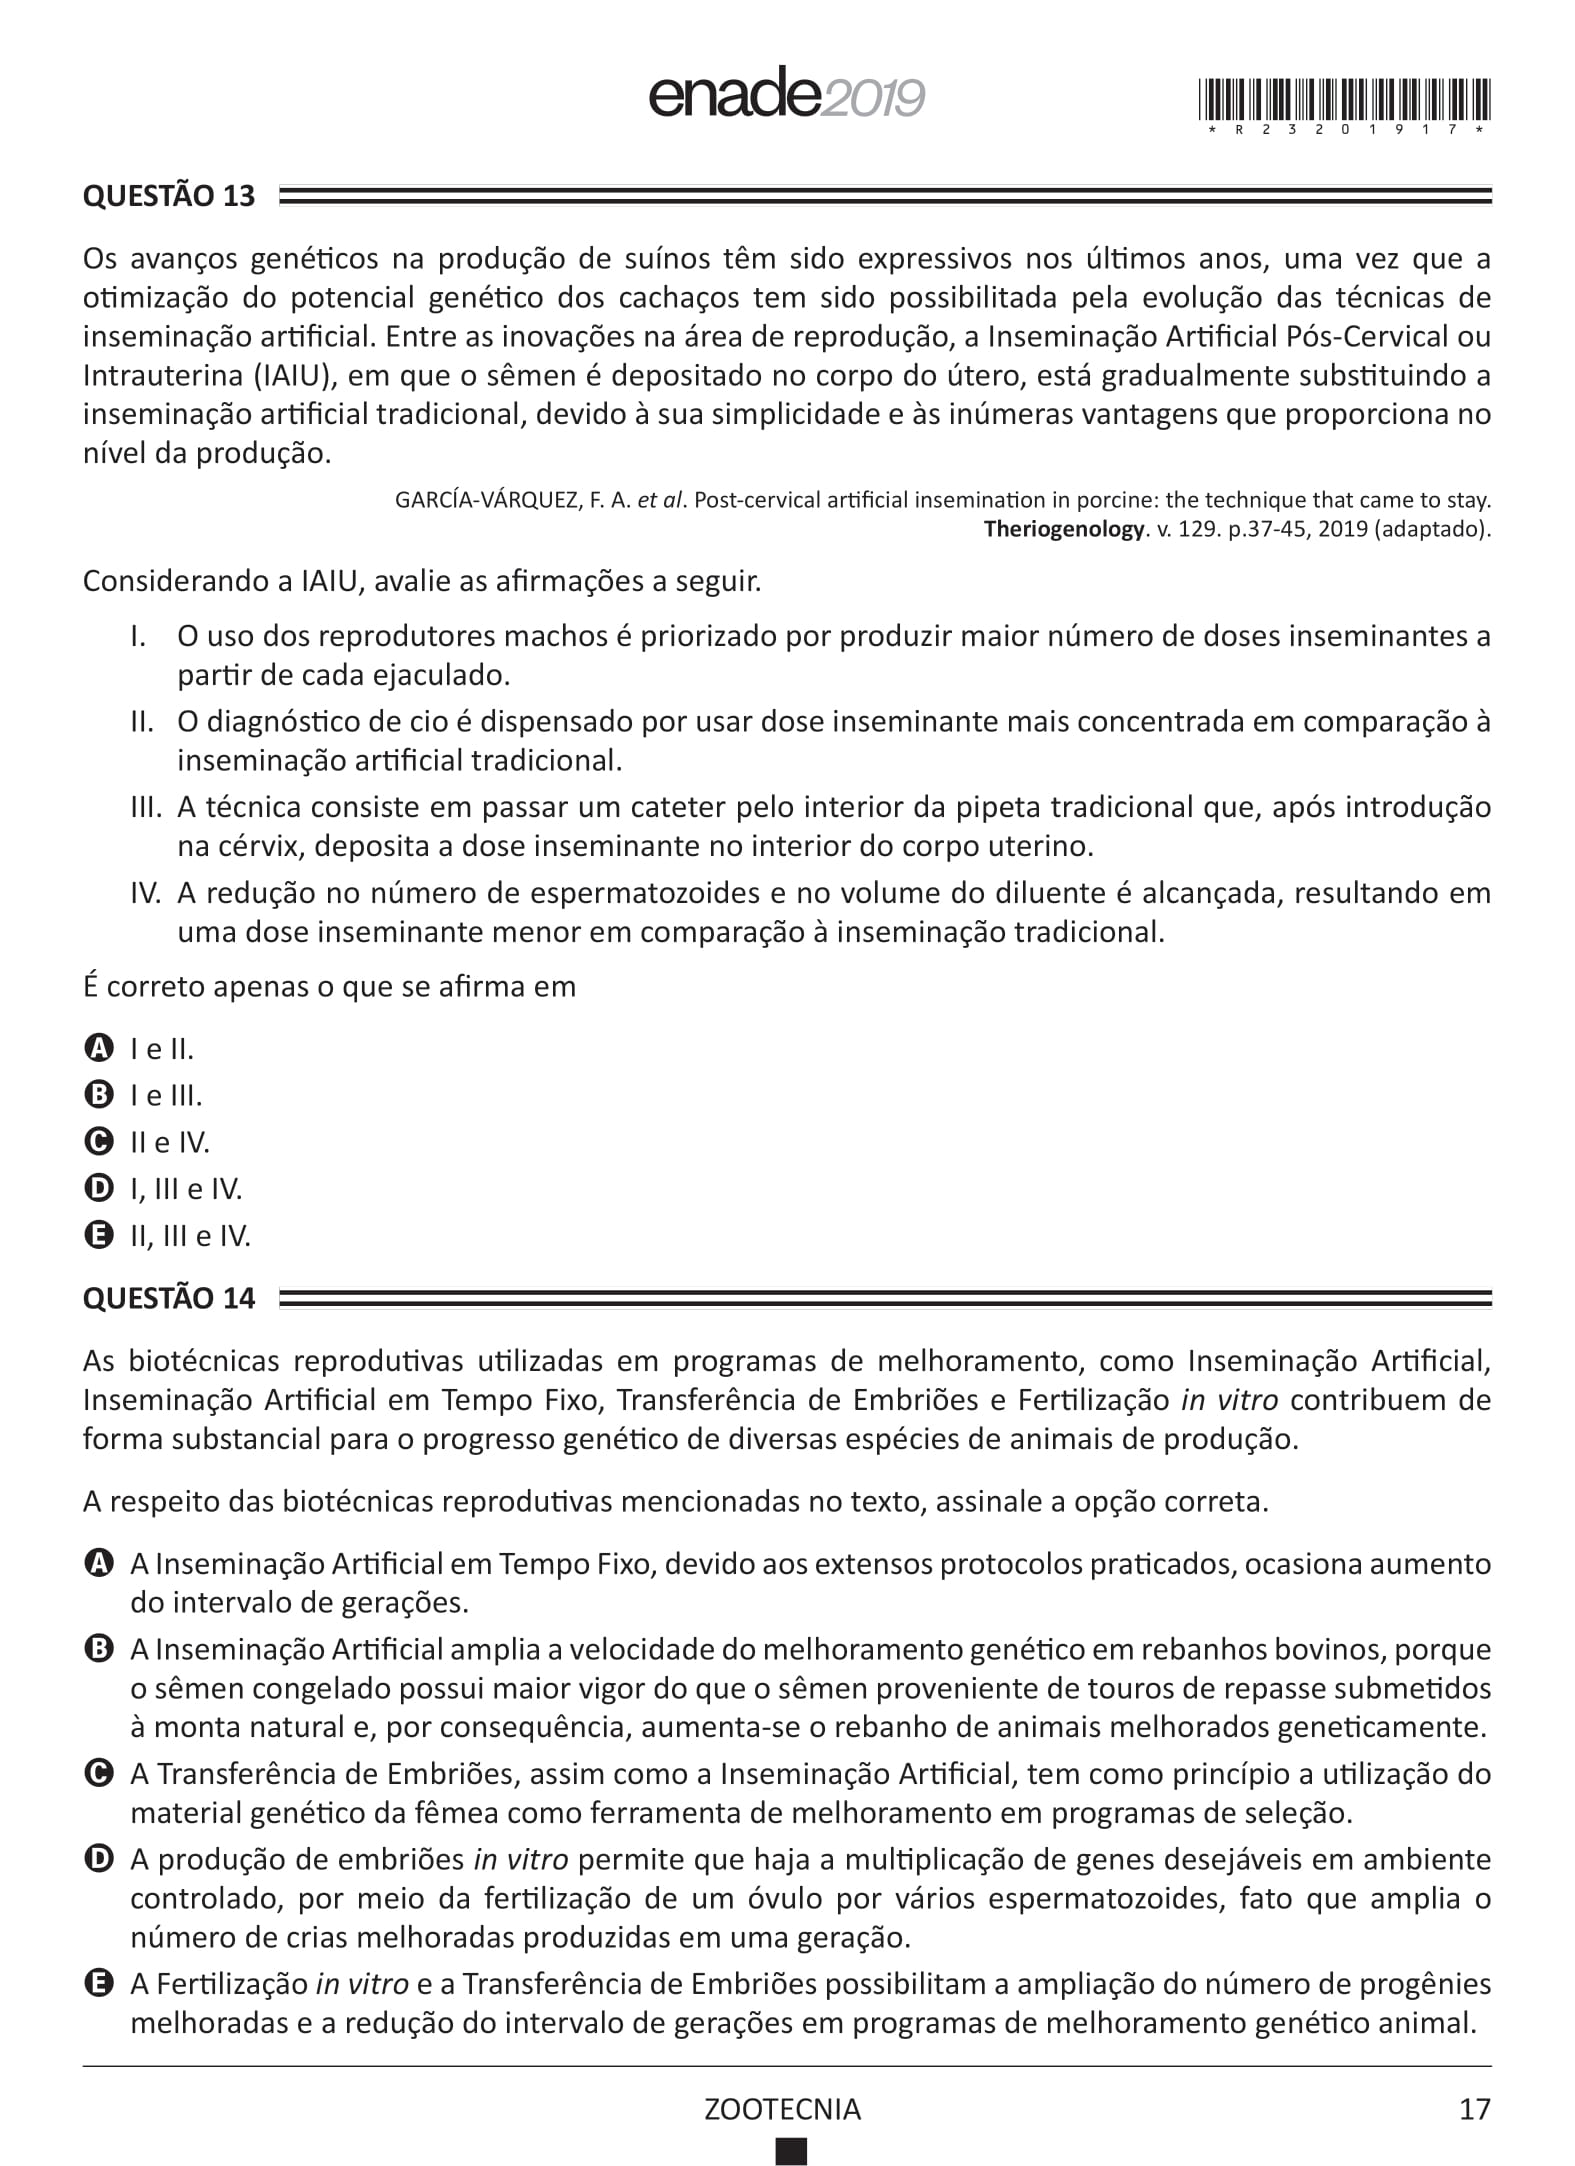 enade2019
*R23201917*
QUESTÃO 13
Os avanços genéticos na produção de suínos têm sido expressivos nos últimos anos, uma vez que a
otimização do potencial genético dos cachaços tem sido possibilitada pela evolução das técnicas de
inseminação artificial. Entre as inovações na área de reprodução, a Inseminação Artificial Pós-Cervical ou
Intrauterina (IAIU), em que o sêmen é depositado no corpo do útero, está gradualmente substituindo a
inseminação artificial tradicional, devido à sua simplicidade e às inúmeras vantagens que proporciona no
nível da produção.
GARCÍA-VÁRQUEZ, F. A. et al. Post-cervical artificial insemination in porcine: the technique that came to stay.
Theriogenology. v. 129. p.37-45, 2019 (adaptado).
Considerando a IAIU, avalie as afirmações a seguir.
I. O uso dos reprodutores machos é priorizado por produzir maior número de doses inseminantes a
partir de cada ejaculado.
II. O diagnóstico de cio é dispensado por usar dose inseminante mais concentrada em comparação à
inseminação artificial tradicional.
III. A técnica consiste em passar um cateter pelo interior da pipeta tradicional que, após introdução
na cérvix, deposita a dose inseminante no interior do corpo uterino.
IV. A redução no número de espermatozoides e no volume do diluente é alcançada, resultando em
uma dose inseminante menor em comparação à inseminação tradicional.
É correto apenas o que se afirma em
A I e II.
B I e III.
C II e IV.
D I, III e IV.
E II, III e IV.
QUESTÃO 14
As biotécnicas reprodutivas utilizadas em programas de melhoramento, como Inseminação Artificial,
Inseminação Artificial em Tempo Fixo, Transferência de Embriões e Fertilização in vitro contribuem de
forma substancial para o progresso genético de diversas espécies de animais de produção.
A respeito das biotécnicas reprodutivas mencionadas no texto, assinale a opção correta.
A A Inseminação Artificial em Tempo Fixo, devido aos extensos protocolos praticados, ocasiona aumento
do intervalo de gerações.
B A Inseminação Artificial amplia a velocidade do melhoramento genético em rebanhos bovinos, porque
o sêmen congelado possui maior vigor do que o sêmen proveniente de touros de repasse submetidos
à monta natural e, por consequência, aumenta-se o rebanho de animais melhorados geneticamente.
C A Transferência de Embriões, assim como a Inseminação Artificial, tem como princípio a utilização do
material genético da fêmea como ferramenta de melhoramento em programas de seleção.
D A produção de embriões in vitro permite que haja a multiplicação de genes desejáveis em ambiente
controlado, por meio da fertilização de um óvulo por vários espermatozoides, fato que amplia o
número de crias melhoradas produzidas em uma geração.
E A Fertilização in vitro e a Transferência de Embriões possibilitam a ampliação do número de progênies
melhoradas e a redução do intervalo de gerações em programas de melhoramento genético animal.
ZOOTECNIA
17